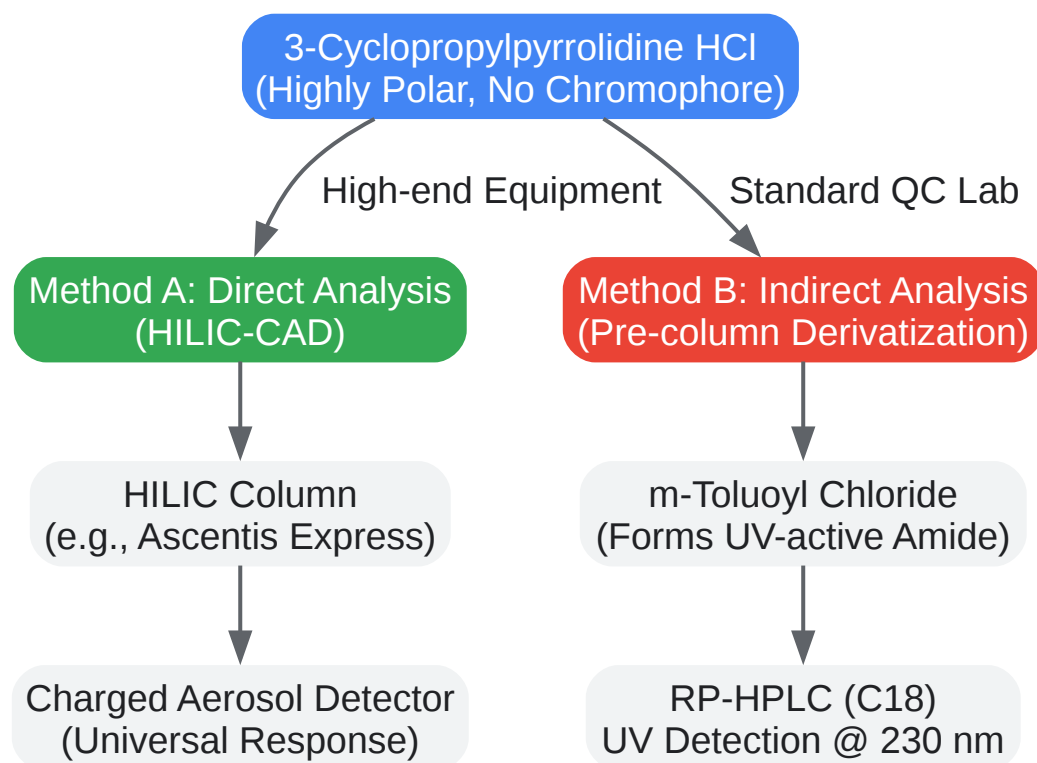 3-Cyclopropylpyrrolidine HCl
(Highly Polar, No Chromophore)
High-end Equipment
Standard QC Lab
Method A: Direct Analysis
(HILIC-CAD)
Method B: Indirect Analysis
(Pre-column Derivatization)
HILIC Column
(e.g., Ascentis Express)
m-Toluoyl Chloride
(Forms UV-active Amide)
Charged Aerosol Detector
(Universal Response)
RP-HPLC (C18)
UV Detection @ 230 nm